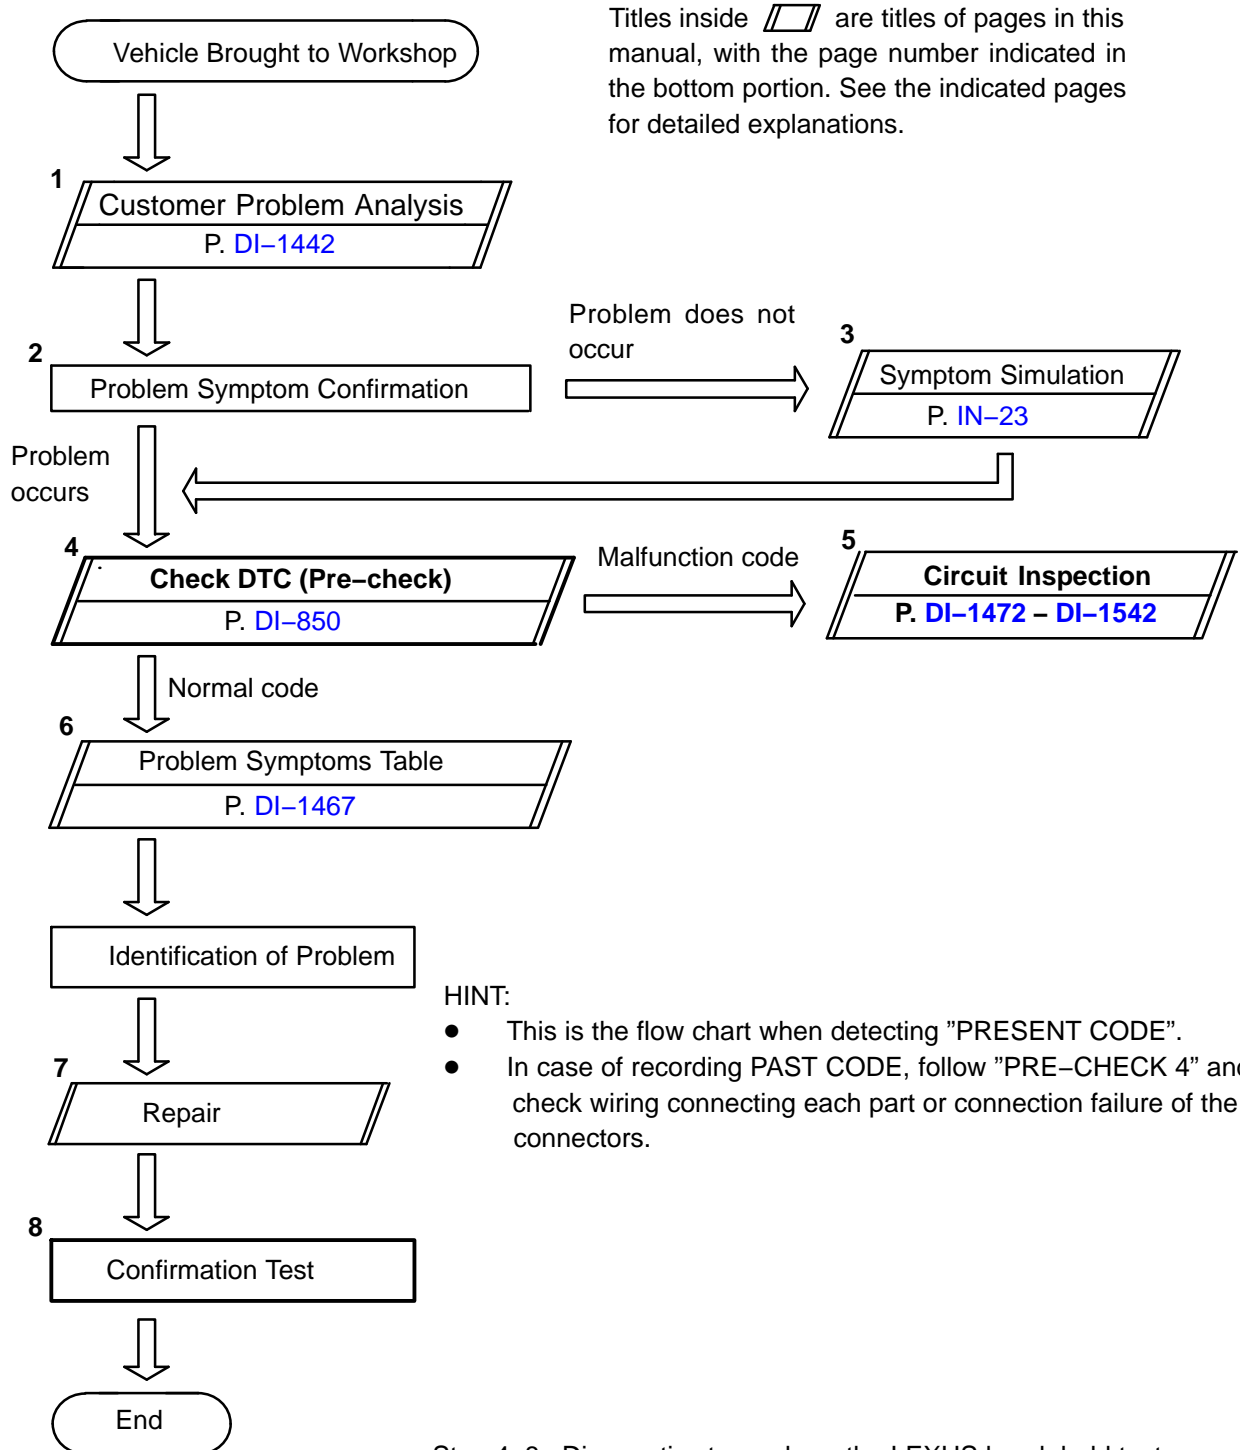 Vehicle Brought to Workshop
Titles inside are titles of pages in this
manual, with the page number indicated in
the bottom portion. See the indicated pages
for detailed explanations.
1
Customer Problem Analysis
P. DI−1442
2
Problem Symptom Confirmation
Problem does not
occur
3
Symptom Simulation
P. IN−23
Problem
occurs
4
Check DTC (Pre−check)
P. DI−850
Malfunction code
5
Circuit Inspection
P. DI−1472 – DI−1542
Normal code
6
Problem Symptoms Table
P. DI−1467
Identification of Problem
HINT:
● This is the flow chart when detecting ”PRESENT CODE”.
● In case of recording PAST CODE, follow ”PRE−CHECK 4” and
check wiring connecting each part or connection failure of the
connectors.
7
Repair
8
Confirmation Test
End